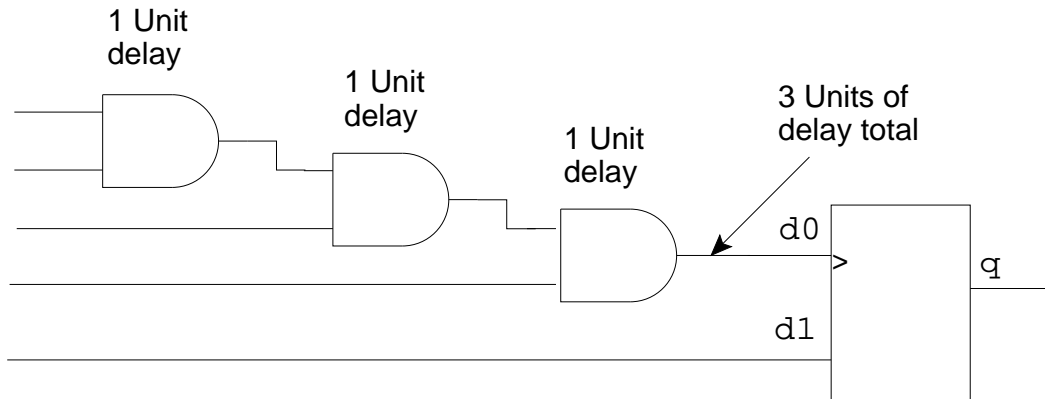 1 Unit
delay
1 Unit
delay
1 Unit
delay
3 Units of
delay total
d0
>
q
d1